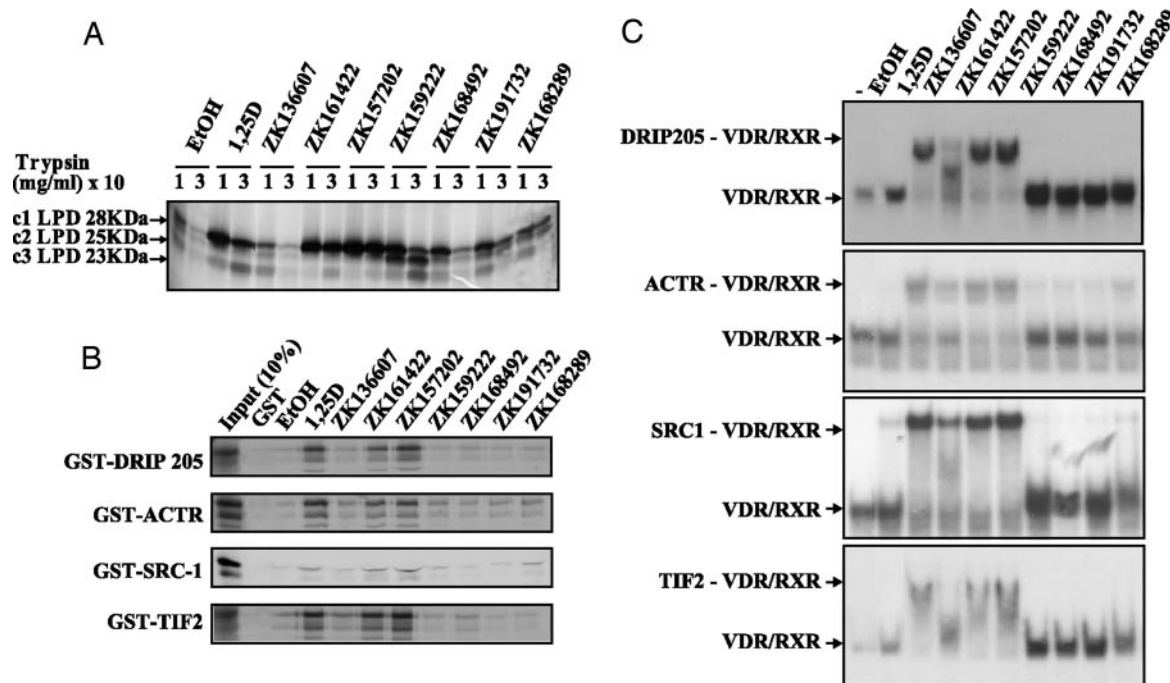 A
EtOH
1,25D
ZK136607
ZK161422
ZK157202
ZK159222
ZK168492
ZK191732
ZK168289
Trypsin
(mg/ml) x 10
1 3 1 3 1 3 1 3 1 3 1 3 1 3 1 3 1 3
c1 LPD 28KDa
c2 LPD 25KDa
c3 LPD 23KDa
B
Input (10%)
GST
EtOH
1,25D
ZK136607
ZK161422
ZK157202
ZK159222
ZK168492
ZK191732
ZK168289
GST-DRIP 205
GST-ACTR
GST-SRC-1
GST-TIF2
C
-
EtOH
1,25D
ZK136607
ZK161422
ZK157202
ZK159222
ZK168492
ZK191732
ZK168289
DRIP205 - VDR/RXR
VDR/RXR
ACTR - VDR/RXR
VDR/RXR
SRC1 - VDR/RXR
VDR/RXR
TIF2 - VDR/RXR
VDR/RXR